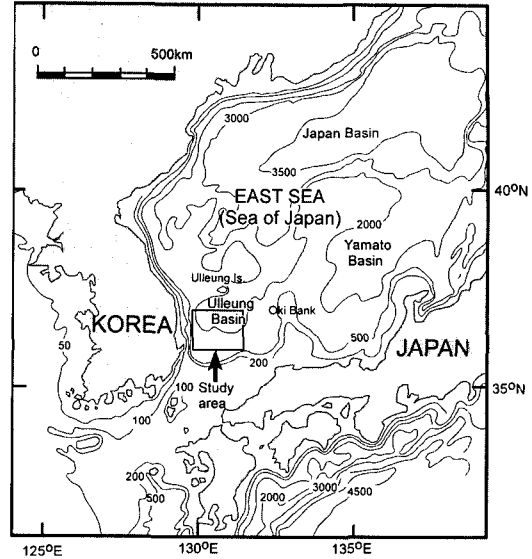 0
500km
3000
Japan Basin
3500
40°N
EAST SEA
(Sea of Japan)
2000
Yamato
Basin
Ulleung Is
Ulleung
Basin
Oki Bank
KOREA
50
500
JAPAN
200
100
Study
area
35°N
100
200
500
2000
3000
4500
125°E
130°E
135°E